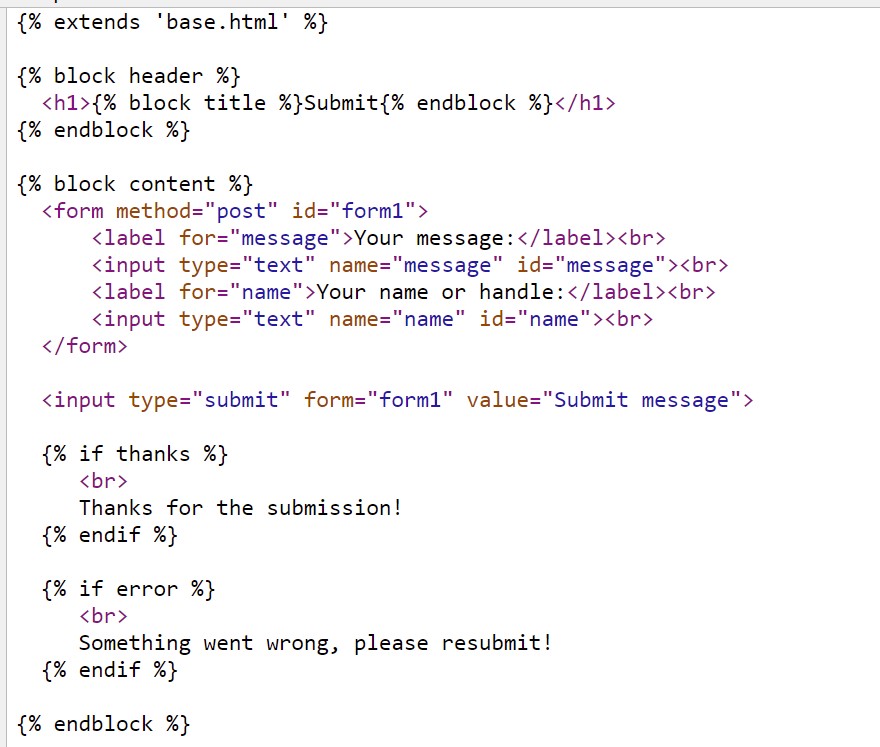 {% extends 'base.html' %}

{% block header %}
  <h1>{% block title %}Submit{% endblock %}</h1>
{% endblock %}

{% block content %}
  <form method="post" id="form1">
      <label for="message">Your message:</label><br>
      <input type="text" name="message" id="message"><br>
      <label for="name">Your name or handle:</label><br>
      <input type="text" name="name" id="name"><br>
  </form>

  <input type="submit" form="form1" value="Submit message">

  {% if thanks %}
     <br>
     Thanks for the submission!
  {% endif %}

  {% if error %}
     <br>
     Something went wrong, please resubmit!
  {% endif %}

{% endblock %}